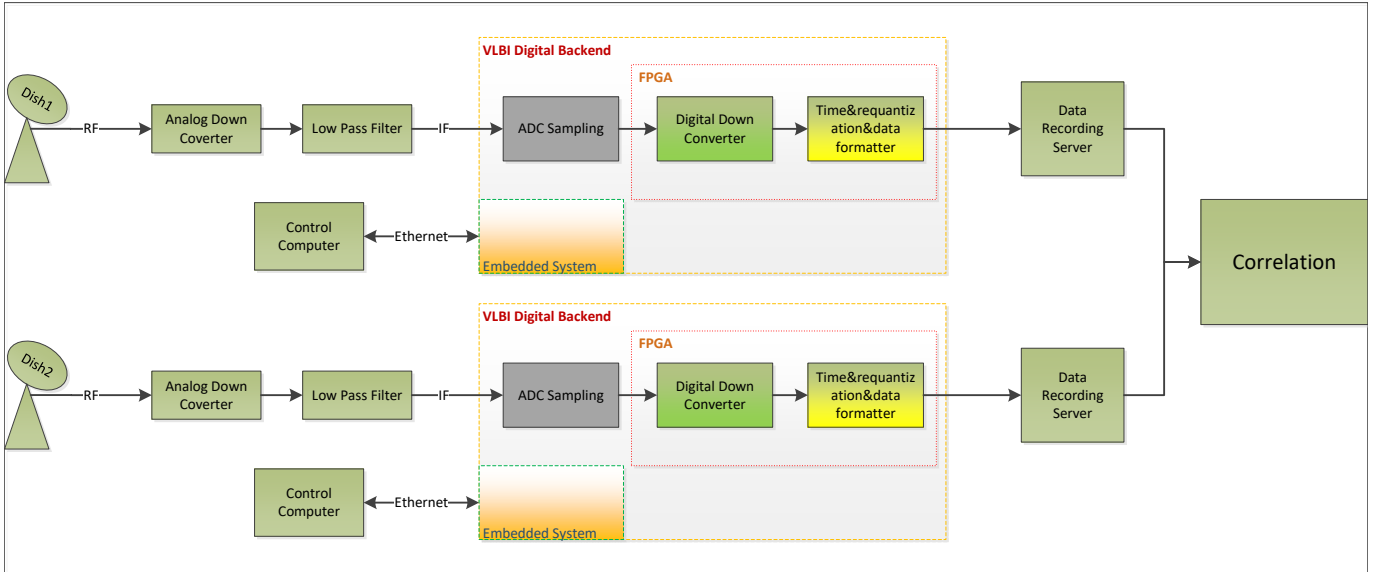 VLBI Digital Backend
FPGA
Dish1
RF
Analog Down
Coverter
Low Pass Filter
IF
ADC Sampling
Digital Down
Converter
Time&requantiz
ation&data
formatter
Data
Recording
Server
Control
Computer
Ethernet
Embedded System
Correlation
VLBI Digital Backend
FPGA
Dish2
RF
Analog Down
Coverter
Low Pass Filter
IF
ADC Sampling
Digital Down
Converter
Time&requantiz
ation&data
formatter
Data
Recording
Server
Control
Computer
Ethernet
Embedded System